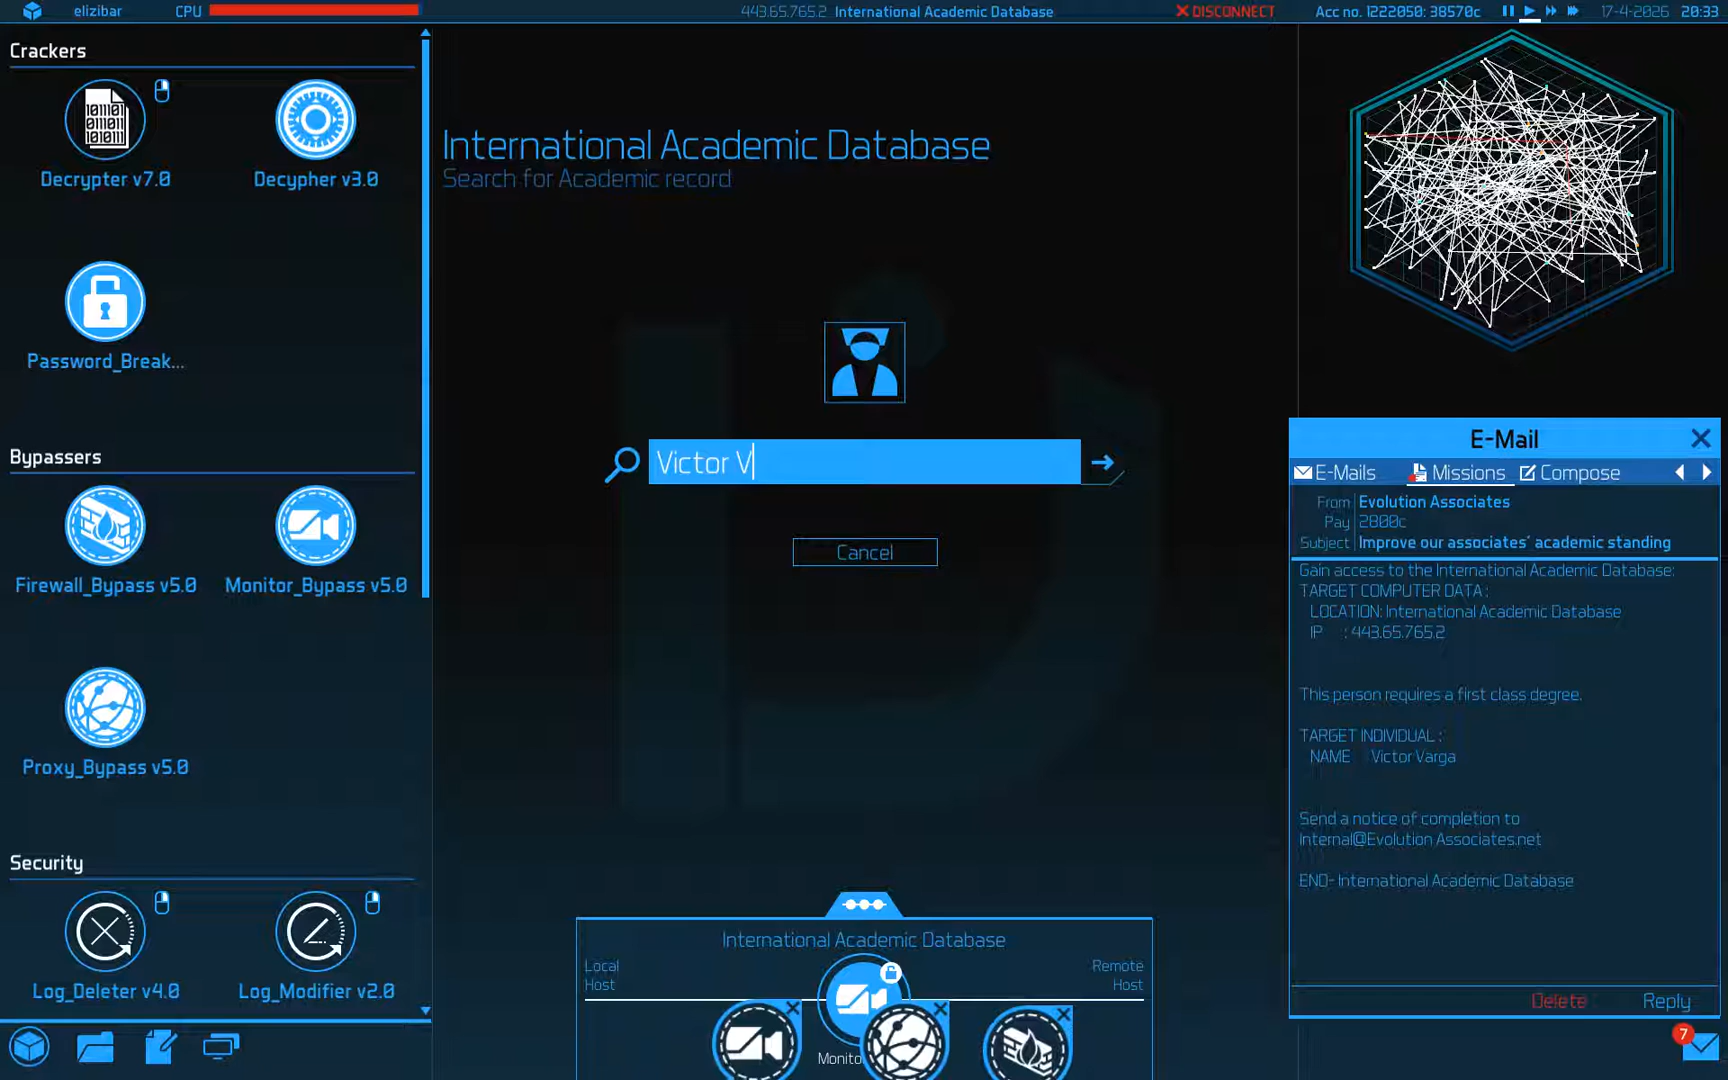 elizibar
CPU
443.65.765.2 International Academic Database
DISCONNECT
Acc no. 1222050: 38570c
17-4-2026 20:33
Crackers
Decrypter v7.0
Decypher v3.0
Password_Break...
Bypassers
Firewall_Bypass v5.0
Monitor_Bypass v5.0
Proxy_Bypass v5.0
Security
Log_Deleter v4.0
Log_Modifier v2.0
International Academic Database
Search for Academic record
Victor V
Cancel
International Academic Database
Local
Host
Remote
Host
Monito
E-Mail
E-Mails Missions Compose
From Evolution Associates
Pay 2800c
Subject Improve our associates' academic standing
Gain access to the International Academic Database:
TARGET COMPUTER DATA :
LOCATION: International Academic Database
IP : 443.65.765.2
This person requires a first class degree.
TARGET INDIVIDUAL :
NAME Victor Varga
Send a notice of completion to
Internal@Evolution Associates.net
END- International Academic Database
Delete Reply
7